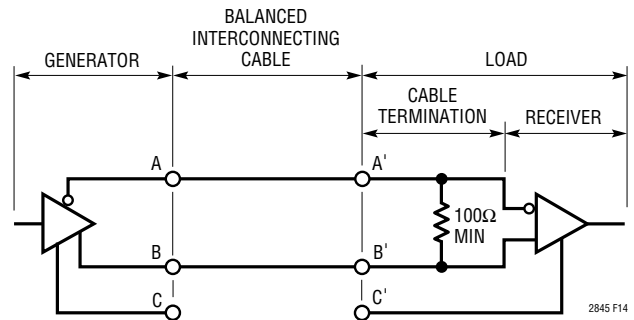 BALANCED
INTERCONNECTING
CABLE
GENERATOR
LOAD
CABLE
TERMINATION
RECEIVER
A
A'
100Ω
MIN
B
B'
C
C'
2845 F14